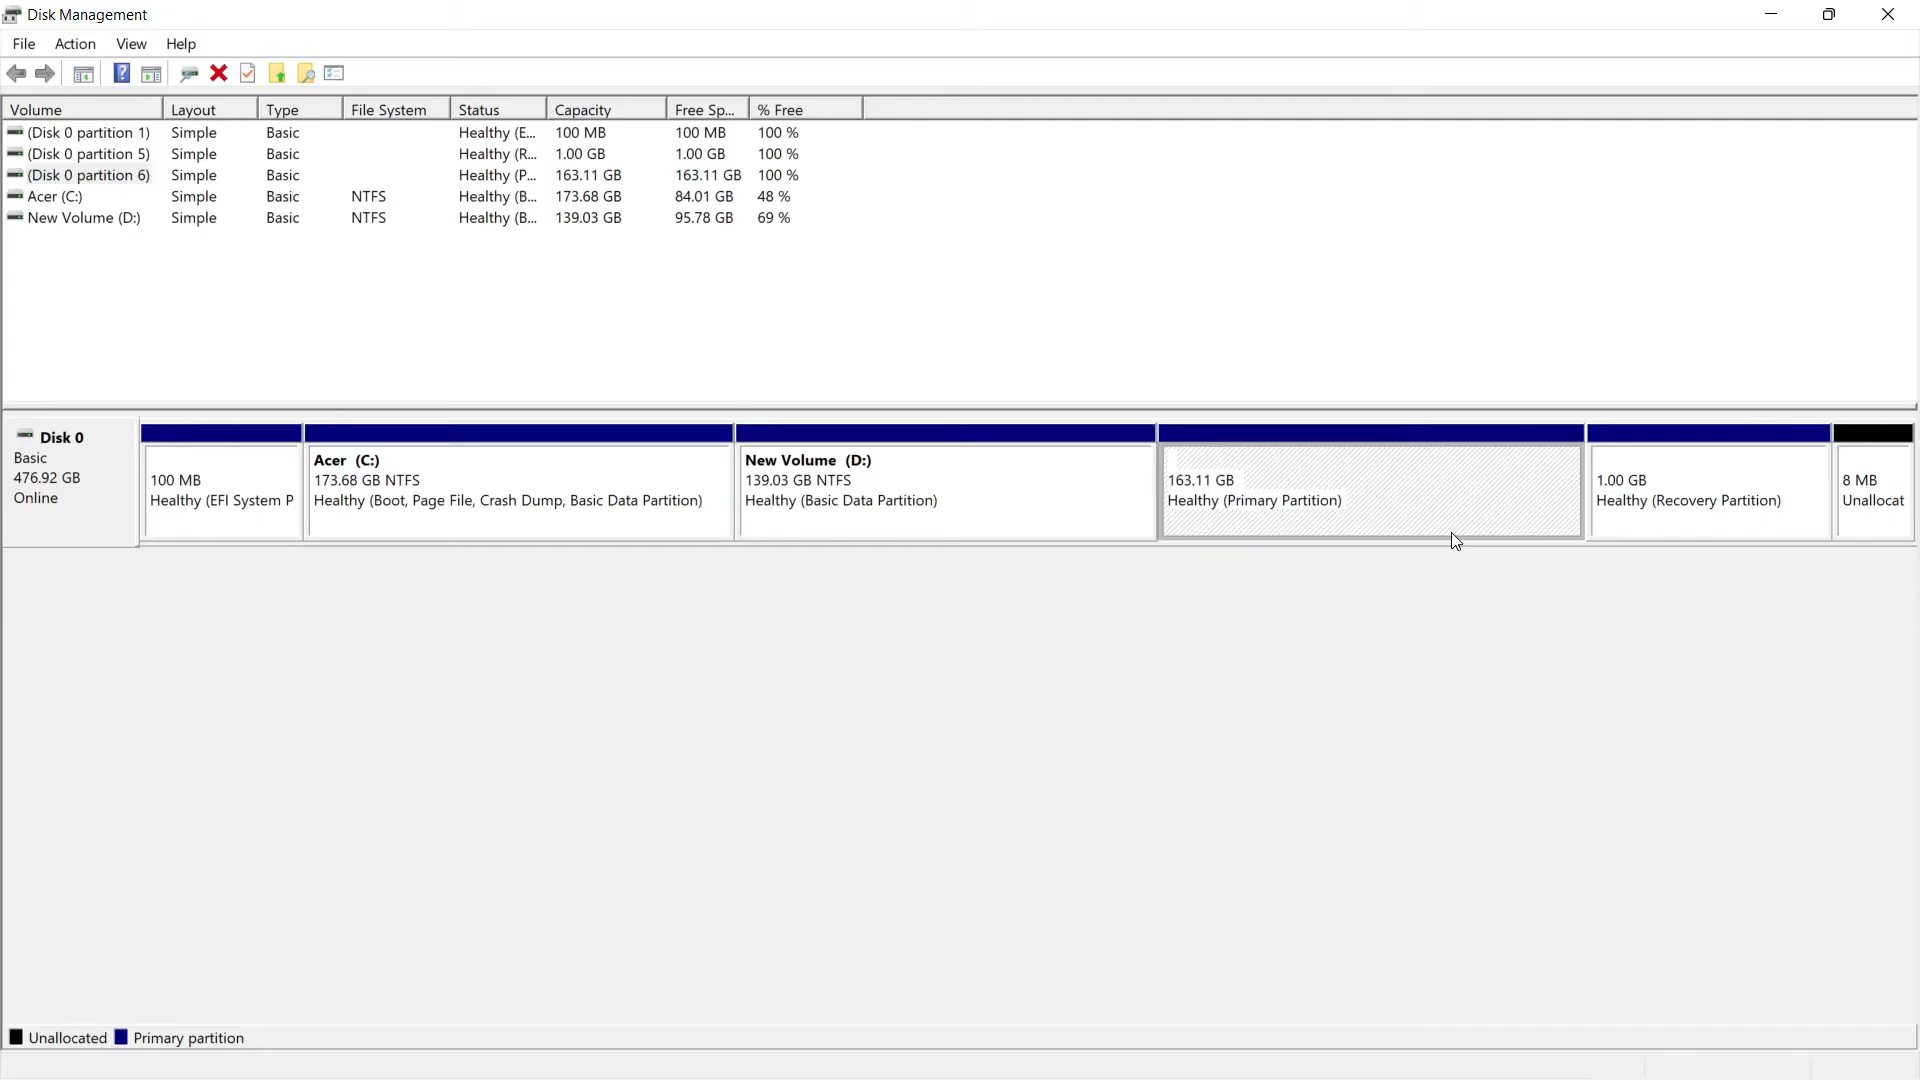 Disk Management
File Action View Help
Volume Layout Type File System Status Capacity Free Sp... % Free
(Disk 0 partition 1) Simple Basic Healthy (E... 100 MB 100 MB 100 %
(Disk 0 partition 5) Simple Basic Healthy (R... 1.00 GB 1.00 GB 100 %
(Disk 0 partition 6) Simple Basic Healthy (P... 163.11 GB 163.11 GB 100 %
Acer (C:) Simple Basic NTFS Healthy (B... 173.68 GB 84.01 GB 48 %
New Volume (D:) Simple Basic NTFS Healthy (B... 139.03 GB 95.78 GB 69 %
Disk 0
Basic
476.92 GB
Online
100 MB
Healthy (EFI System P
Acer (C:)
173.68 GB NTFS
Healthy (Boot, Page File, Crash Dump, Basic Data Partition)
New Volume (D:)
139.03 GB NTFS
Healthy (Basic Data Partition)
163.11 GB
Healthy (Primary Partition)
1.00 GB
Healthy (Recovery Partition)
8 MB
Unallocat
Unallocated Primary partition